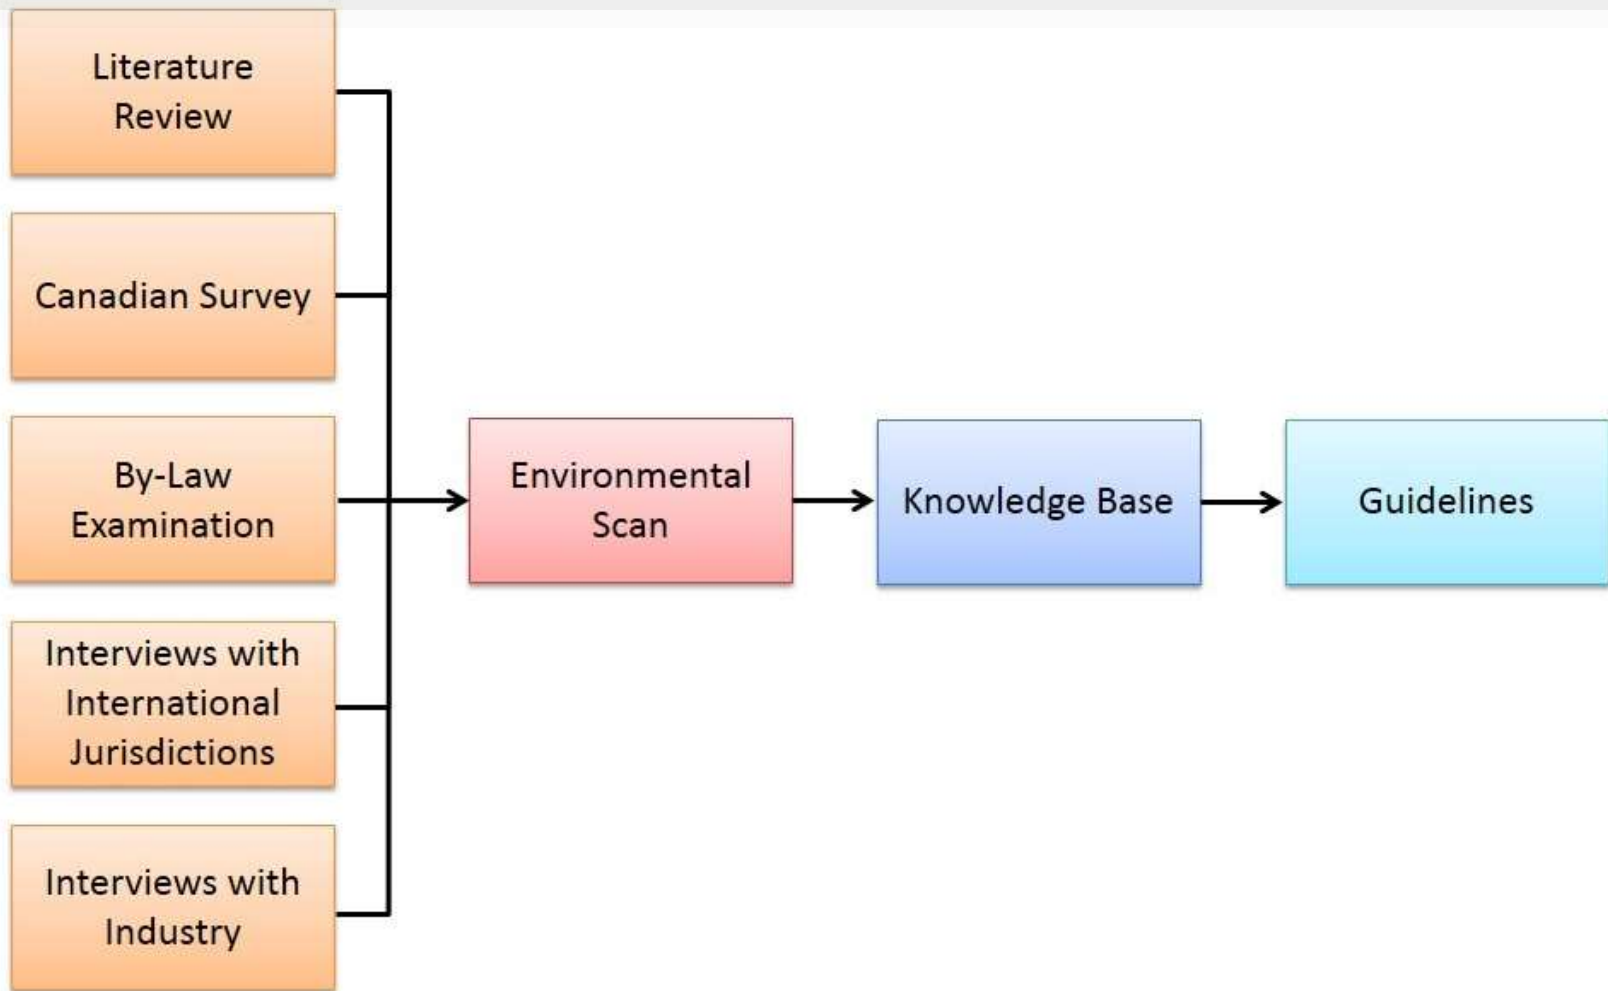 Literature
Review
Canadian Survey
By-Law
Examination
Interviews with
International
Jurisdictions
Interviews with
Industry
Environmental
Scan
Knowledge Base
Guidelines